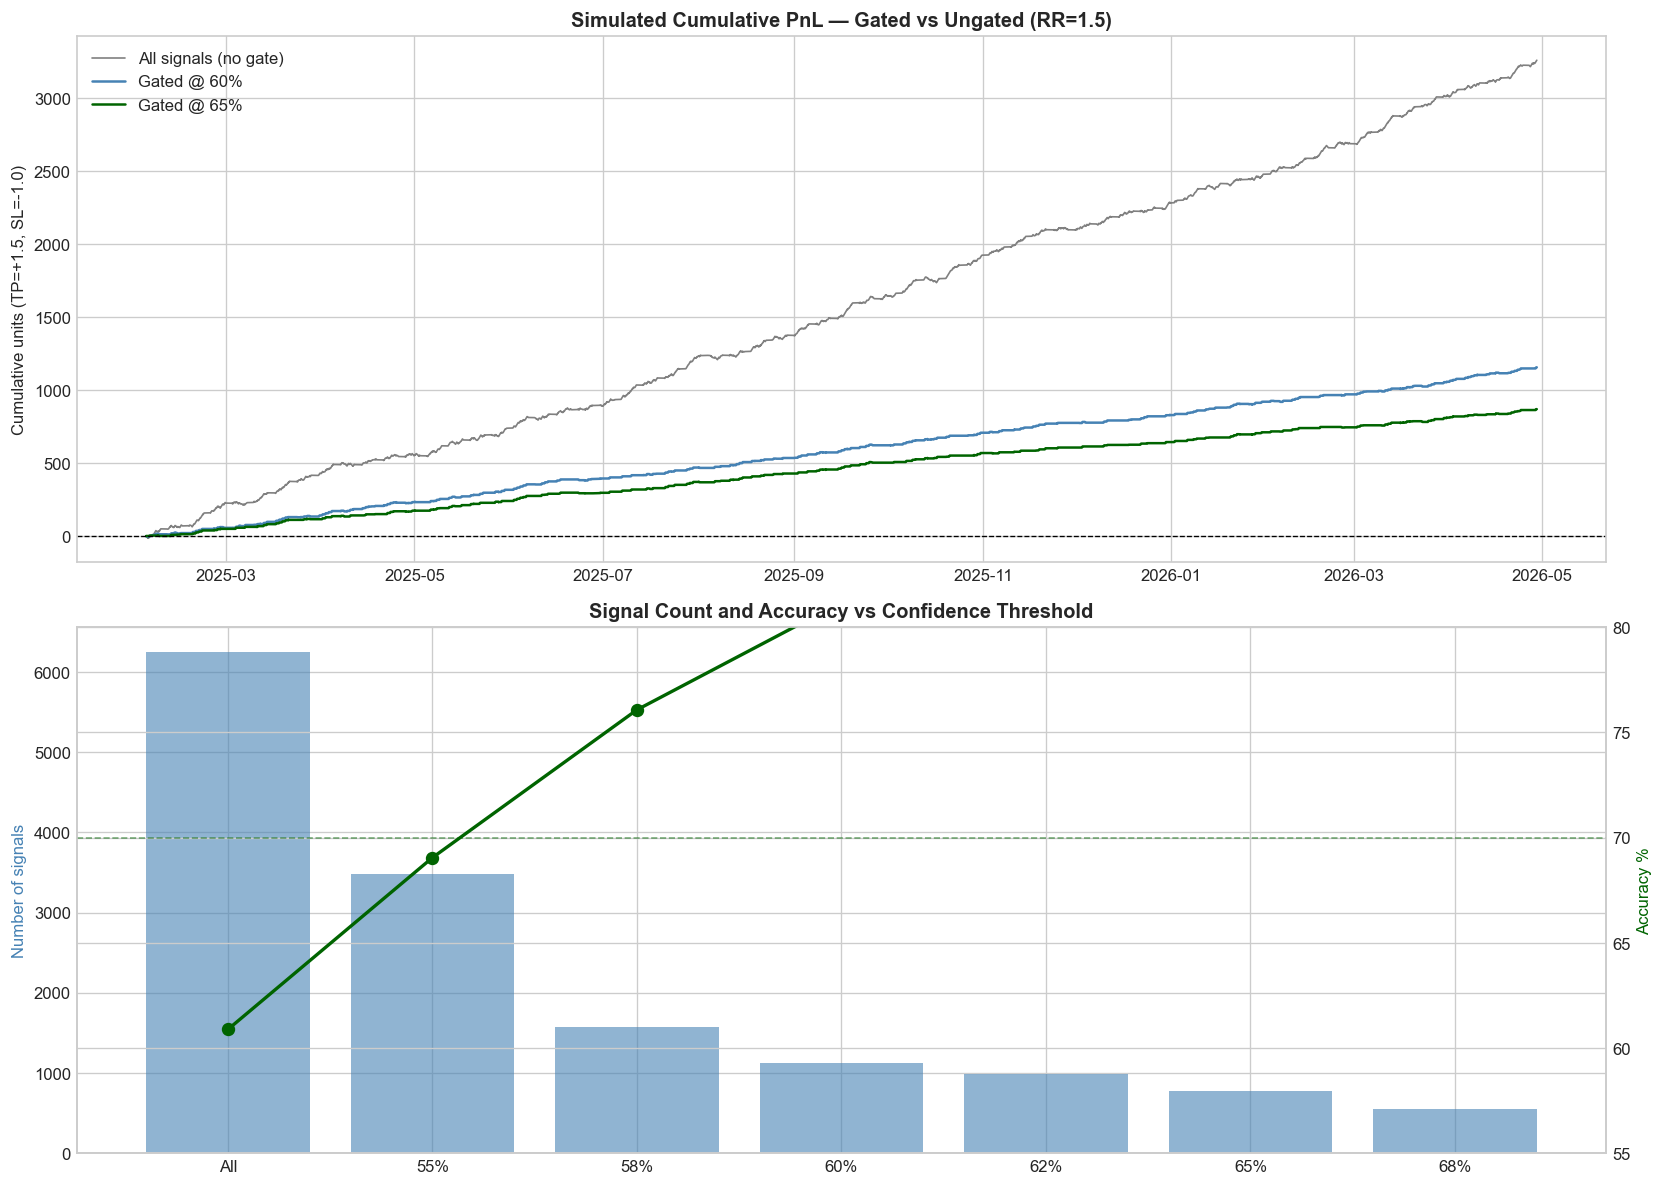 Simulated Cumulative PnL — Gated vs Ungated (RR=1.5)
All signals (no gate)
Gated @ 60%
Gated @ 65%
Cumulative units (TP=+1.5, SL=-1.0)
3000
2500
2000
1500
1000
500
0
2025-03 2025-05 2025-07 2025-09 2025-11 2026-01 2026-03 2026-05
Signal Count and Accuracy vs Confidence Threshold
Number of signals
6000
5000
4000
3000
2000
1000
0
80
75
70
65
60
55
Accuracy %
All 55% 58% 60% 62% 65% 68%